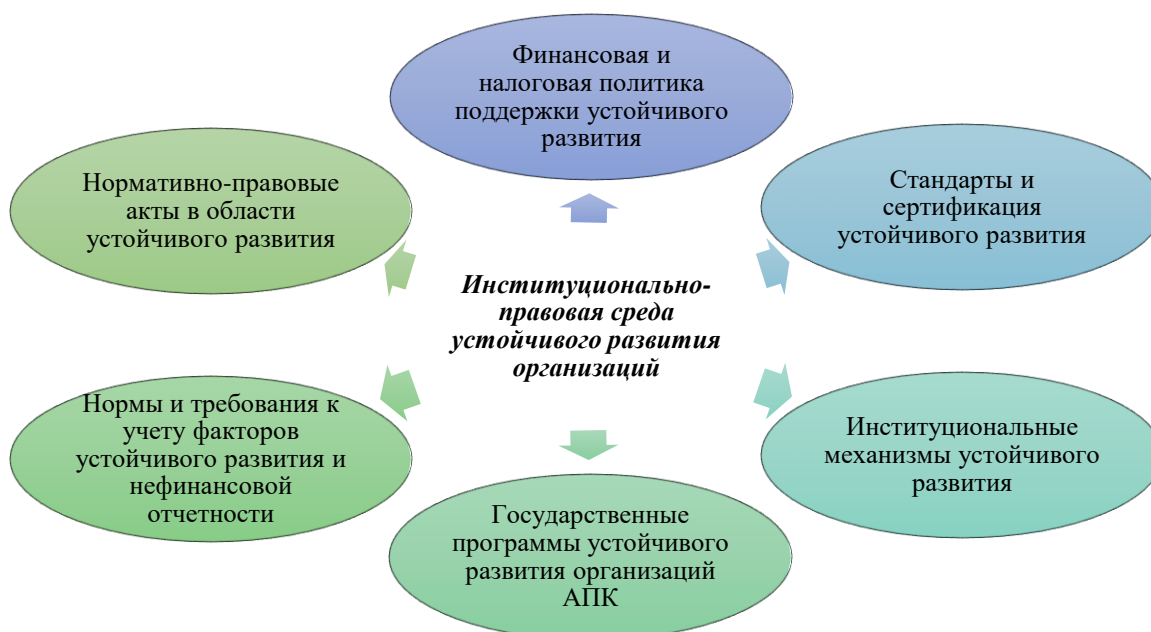 Финансовая и
налоговая политика
поддержки устойчивого
развития
Нормативно-правовые
акты в области
устойчивого развития
Стандарты и
сертификация
устойчивого развития
Институционально-
правовая среда
устойчивого развития
организаций
Нормы и требования к
учету факторов
устойчивого развития и
нефинансовой
отчетности
Институциональные
механизмы устойчивого
развития
Государственные
программы устойчивого
развития организаций
АПК